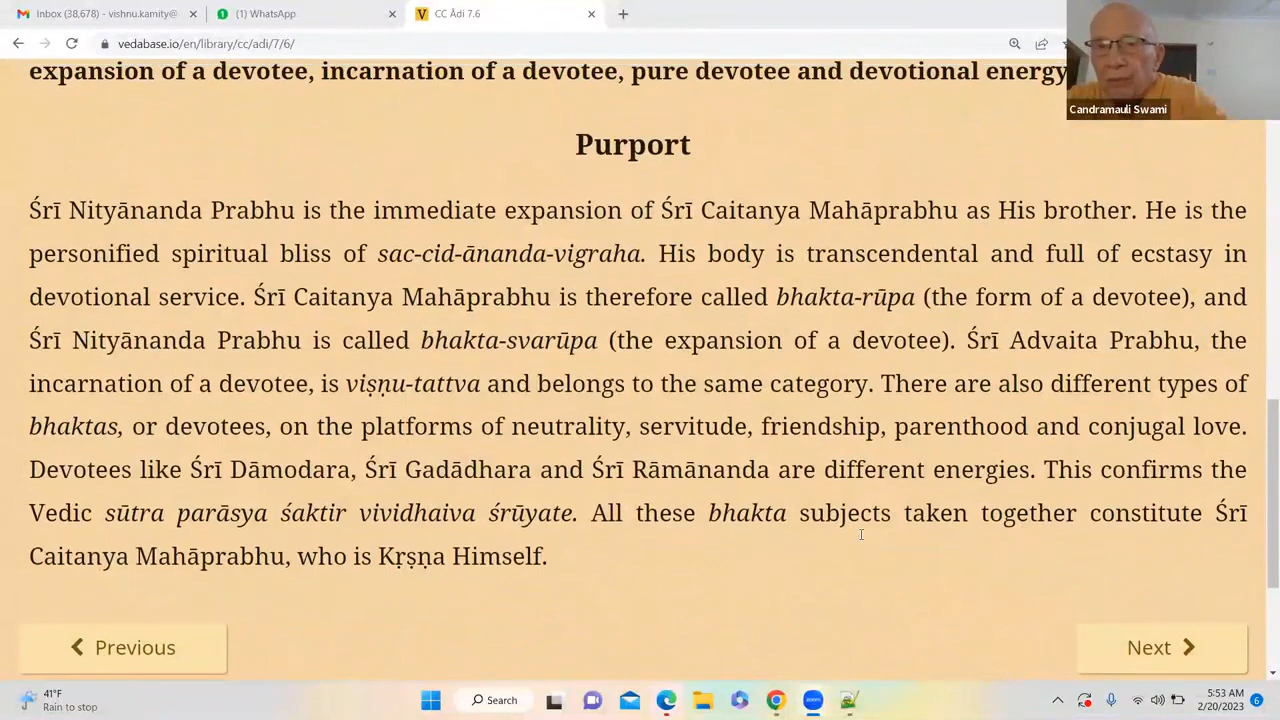 Inbox (38,678) - vishnu.kamity@
(1) WhatsApp
CC Ādi 7.6
vedabase.io/en/library/cc/adi/7/6/
Candramauli Swami
expansion of a devotee, incarnation of a devotee, pure devotee and devotional energy
Purport
Śrī Nityānanda Prabhu is the immediate expansion of Śrī Caitanya Mahāprabhu as His brother. He is the
personified spiritual bliss of sac-cid-ānanda-vigraha. His body is transcendental and full of ecstasy in
devotional service. Śrī Caitanya Mahāprabhu is therefore called bhakta-rūpa (the form of a devotee), and
Śrī Nityānanda Prabhu is called bhakta-svarūpa (the expansion of a devotee). Śrī Advaita Prabhu, the
incarnation of a devotee, is viṣṇu-tattva and belongs to the same category. There are also different types of
bhaktas, or devotees, on the platforms of neutrality, servitude, friendship, parenthood and conjugal love.
Devotees like Śrī Dāmodara, Śrī Gadādhara and Śrī Rāmānanda are different energies. This confirms the
Vedic sūtra parāsya śaktir vividhaiva śrūyate. All these bhakta subjects taken together constitute Śrī
Caitanya Mahāprabhu, who is Kṛṣṇa Himself.
Previous
Next
41°F
Rain to stop
Search
5:53 AM
2/20/2023
6